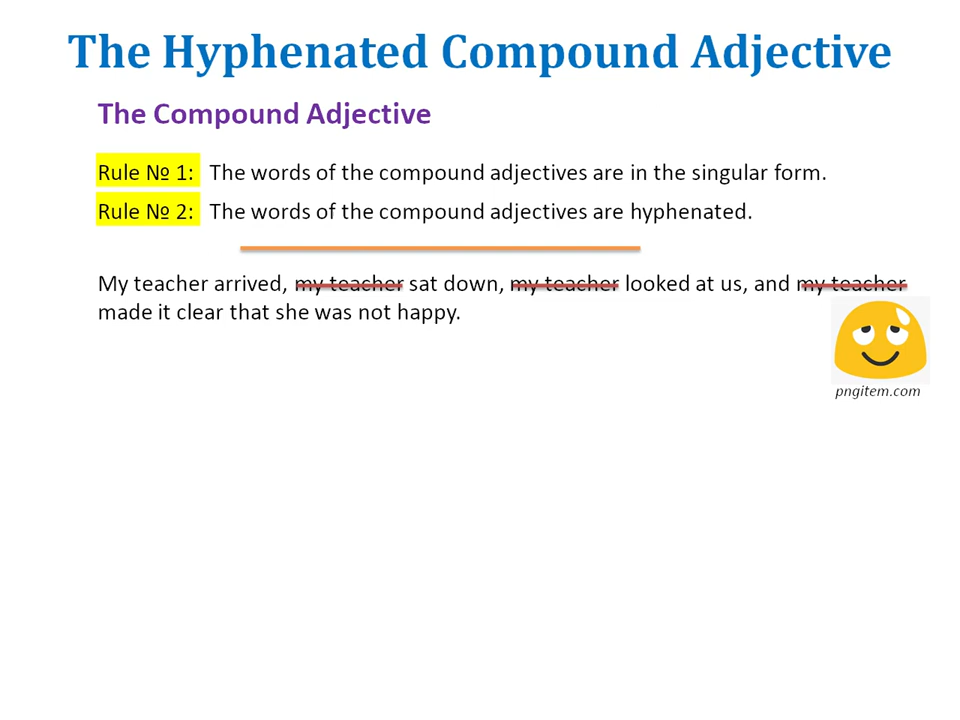 The Hyphenated Compound Adjective
The Compound Adjective
Rule № 1: The words of the compound adjectives are in the singular form.
Rule № 2: The words of the compound adjectives are hyphenated.
My teacher arrived, my teacher sat down, my teacher looked at us, and my teacher
made it clear that she was not happy.
pngitem.com